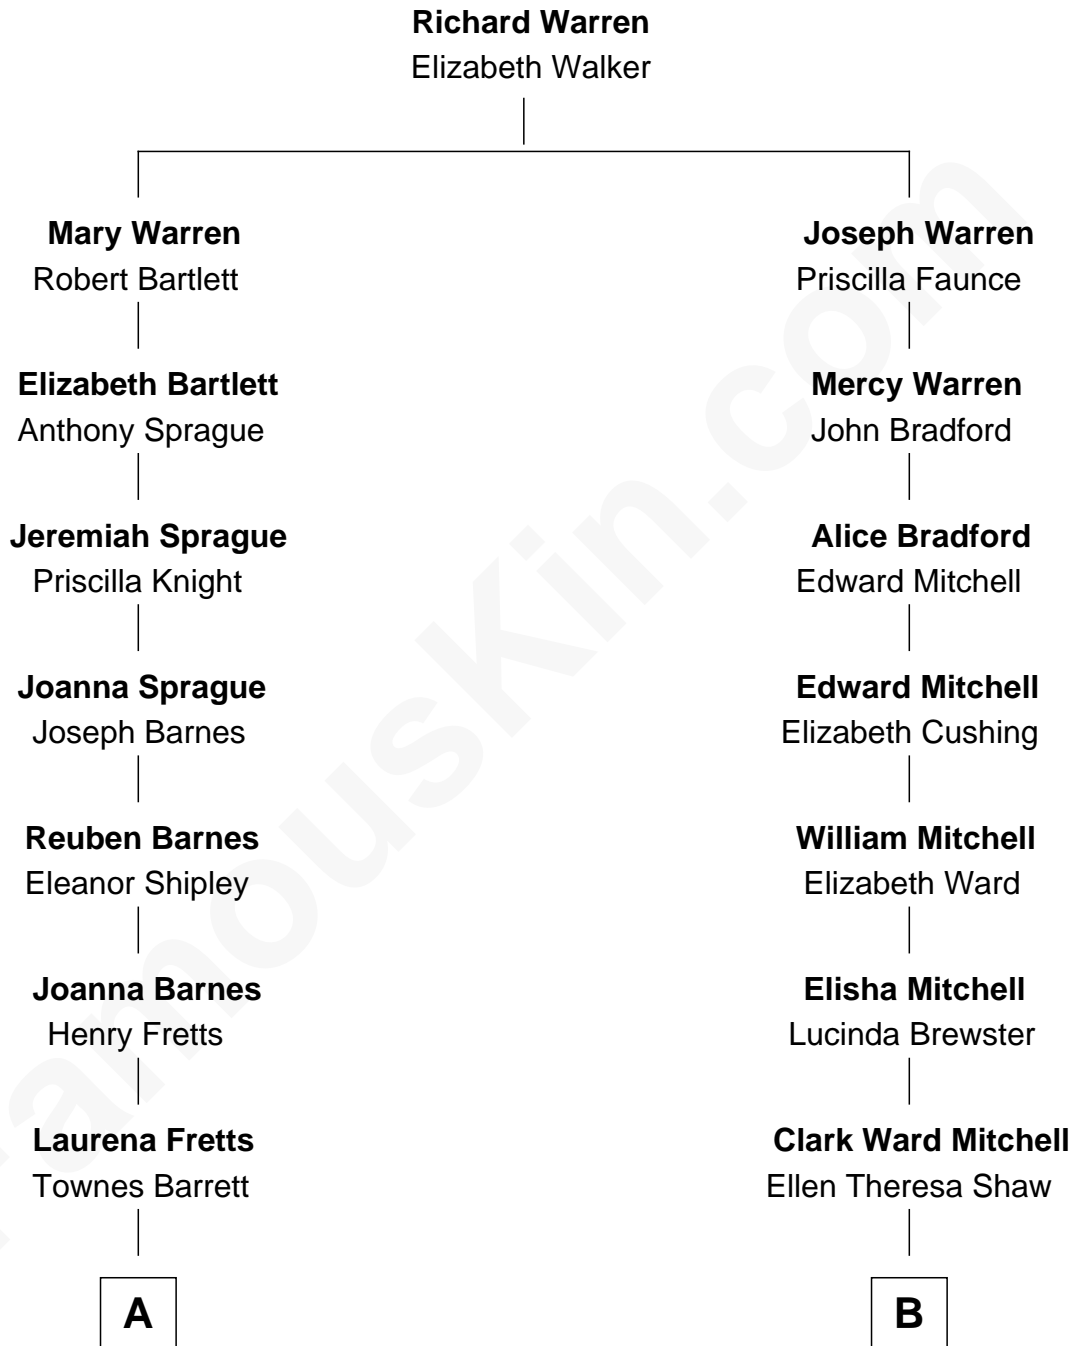 Richard Warren
Elizabeth Walker
Mary Warren
Robert Bartlett
Elizabeth Bartlett
Anthony Sprague
Jeremiah Sprague
Priscilla Knight
Joanna Sprague
Joseph Barnes
Reuben Barnes
Eleanor Shipley
Joanna Barnes
Henry Fretts
Laurena Fretts
Townes Barrett
A
Joseph Warren
Priscilla Faunce
Mercy Warren
John Bradford
Alice Bradford
Edward Mitchell
Edward Mitchell
Elizabeth Cushing
William Mitchell
Elizabeth Ward
Elisha Mitchell
Lucinda Brewster
Clark Ward Mitchell
Ellen Theresa Shaw
B
FamousKin.com